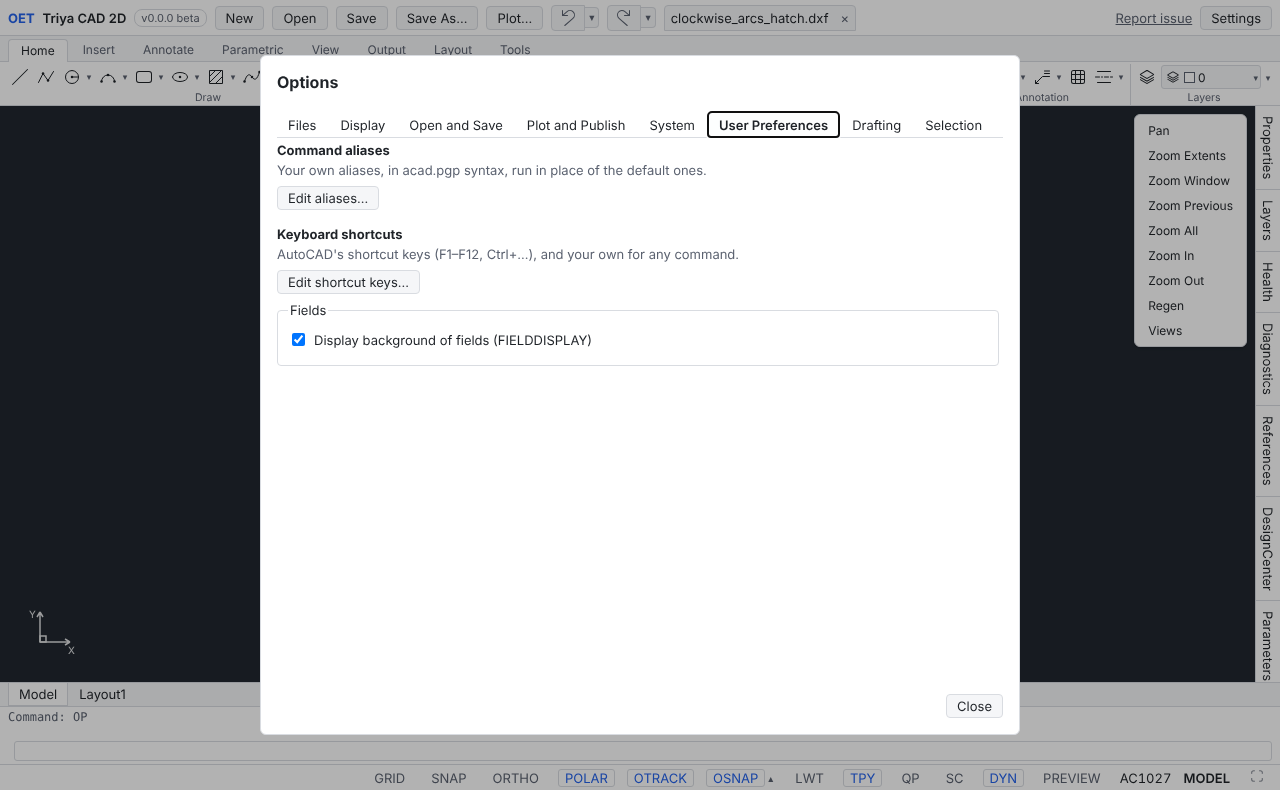 OET Triya CAD 2D v0.0.0 beta New Open Save Save As... Plot... clockwise_arcs_hatch.dxf × Report issue Settings
Home Insert Annotate Parametric View Output Layout Tools
0
Draw
Layers
Options
Files Display Open and Save Plot and Publish System User Preferences Drafting Selection
Command aliases
Your own aliases, in acad.pgp syntax, run in place of the default ones.
Edit aliases...
Keyboard shortcuts
AutoCAD's shortcut keys (F1–F12, Ctrl+...), and your own for any command.
Edit shortcut keys...
Fields
Display background of fields (FIELDDISPLAY)
Close
Pan
Zoom Extents
Zoom Window
Zoom Previous
Zoom All
Zoom In
Zoom Out
Regen
Views
Properties
Layers
Health
Diagnostics
References
DesignCenter
Parameters
Y
X
Model Layout1
Command: OP
GRID SNAP ORTHO POLAR OTRACK OSNAP LWT TPY QP SC DYN PREVIEW AC1027 MODEL